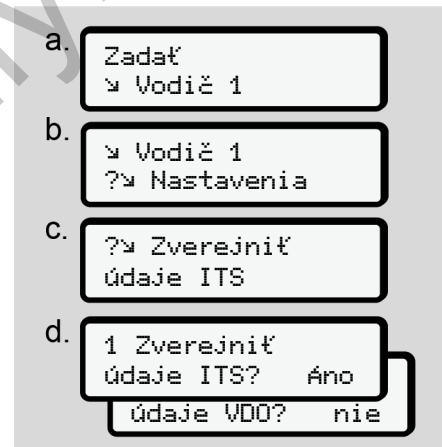 a.
Zadať
↘ Vodič 1
b.
↘ Vodič 1
?↘ Nastavenia
c.
?↘ Zverejniť
údaje ITS
d.
1 Zverejniť
údaje ITS? Áno
údaje VDO? nie